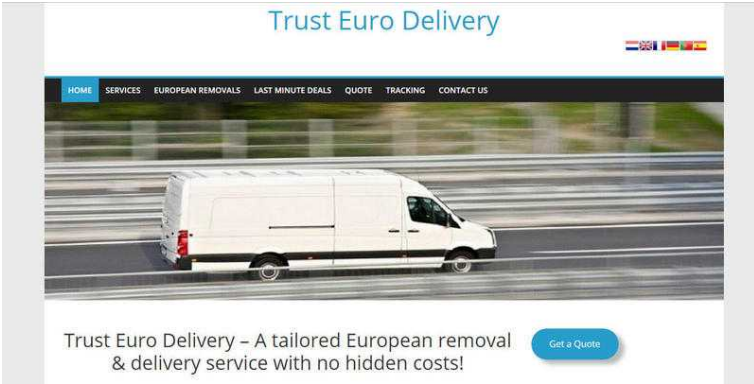 Trust Euro Delivery
HOME SERVICES EUROPEAN REMOVALS LAST MINUTE DEALS QUOTE TRACKING CONTACT US
Trust Euro Delivery – A tailored European removal
& delivery service with no hidden costs!
Get a Quote